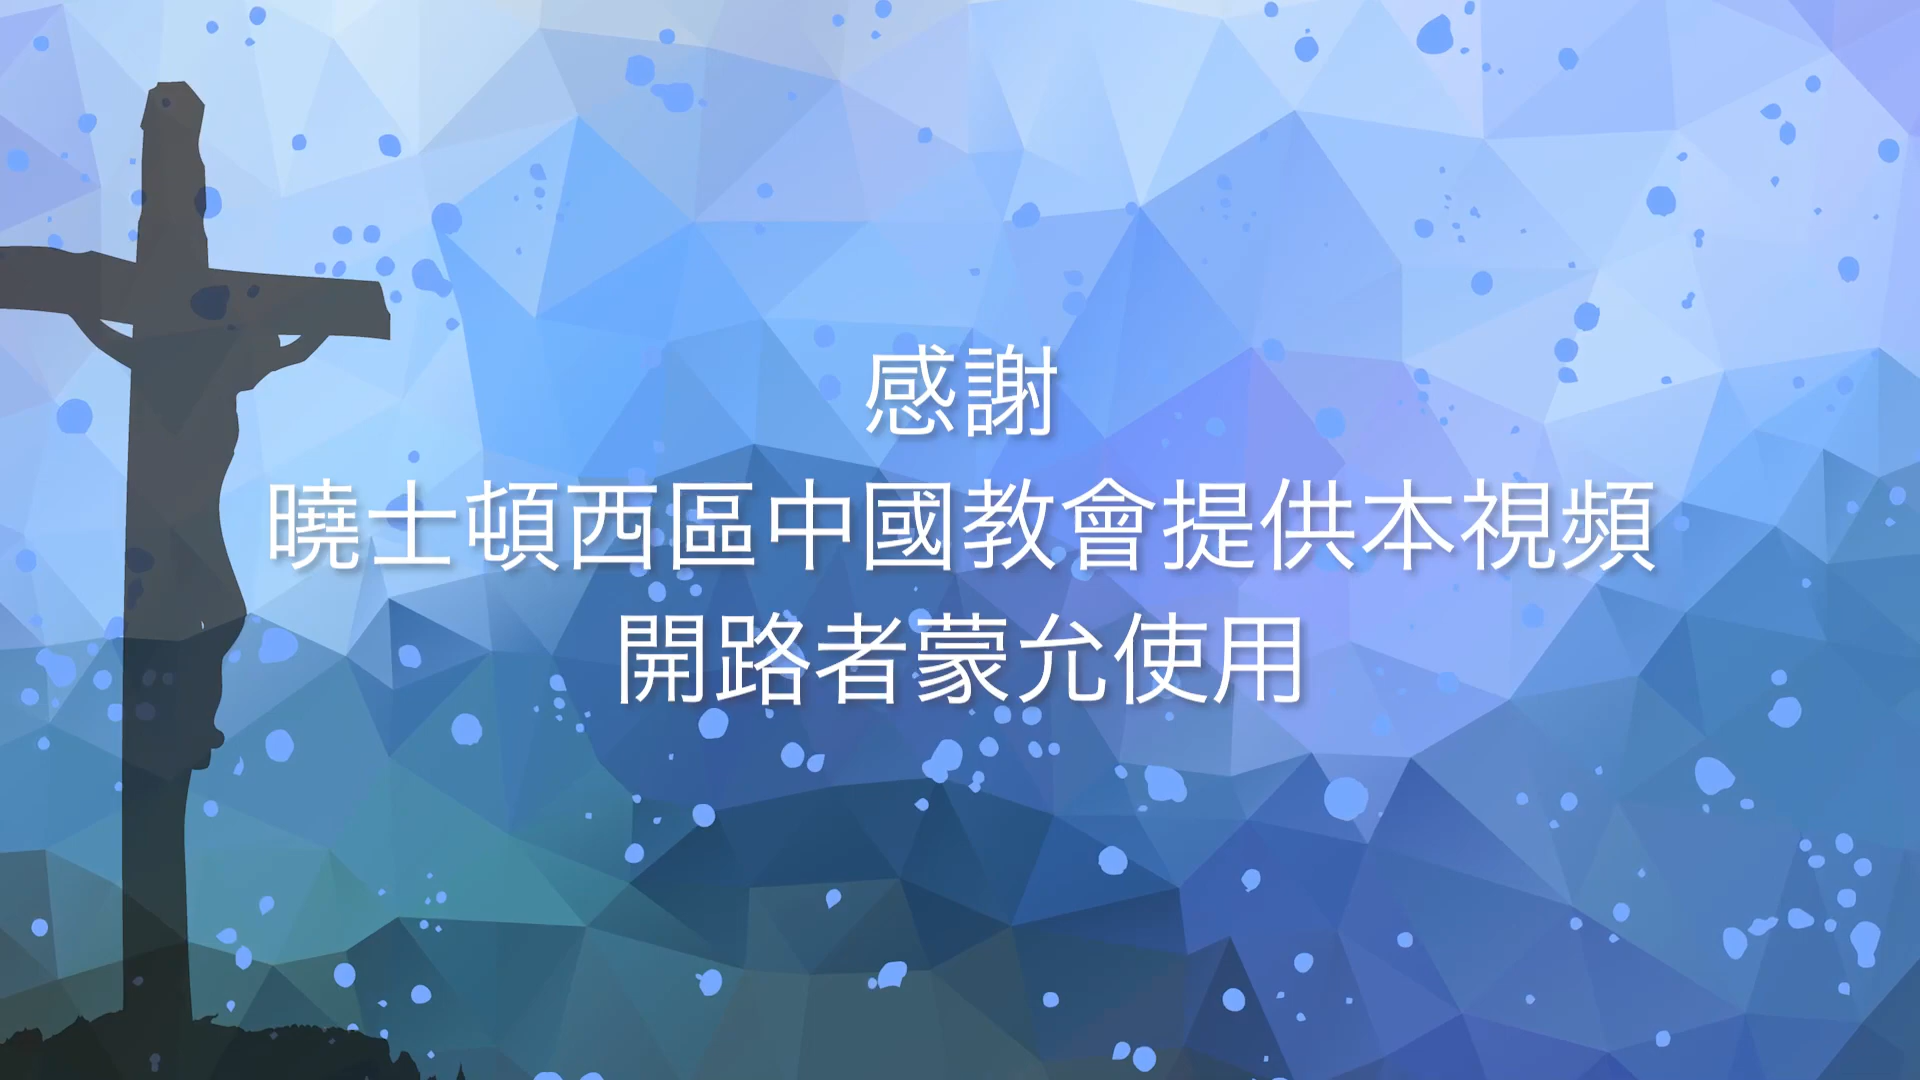 感謝
曉士頓西區中國教會提供本視頻
開路者蒙允使用